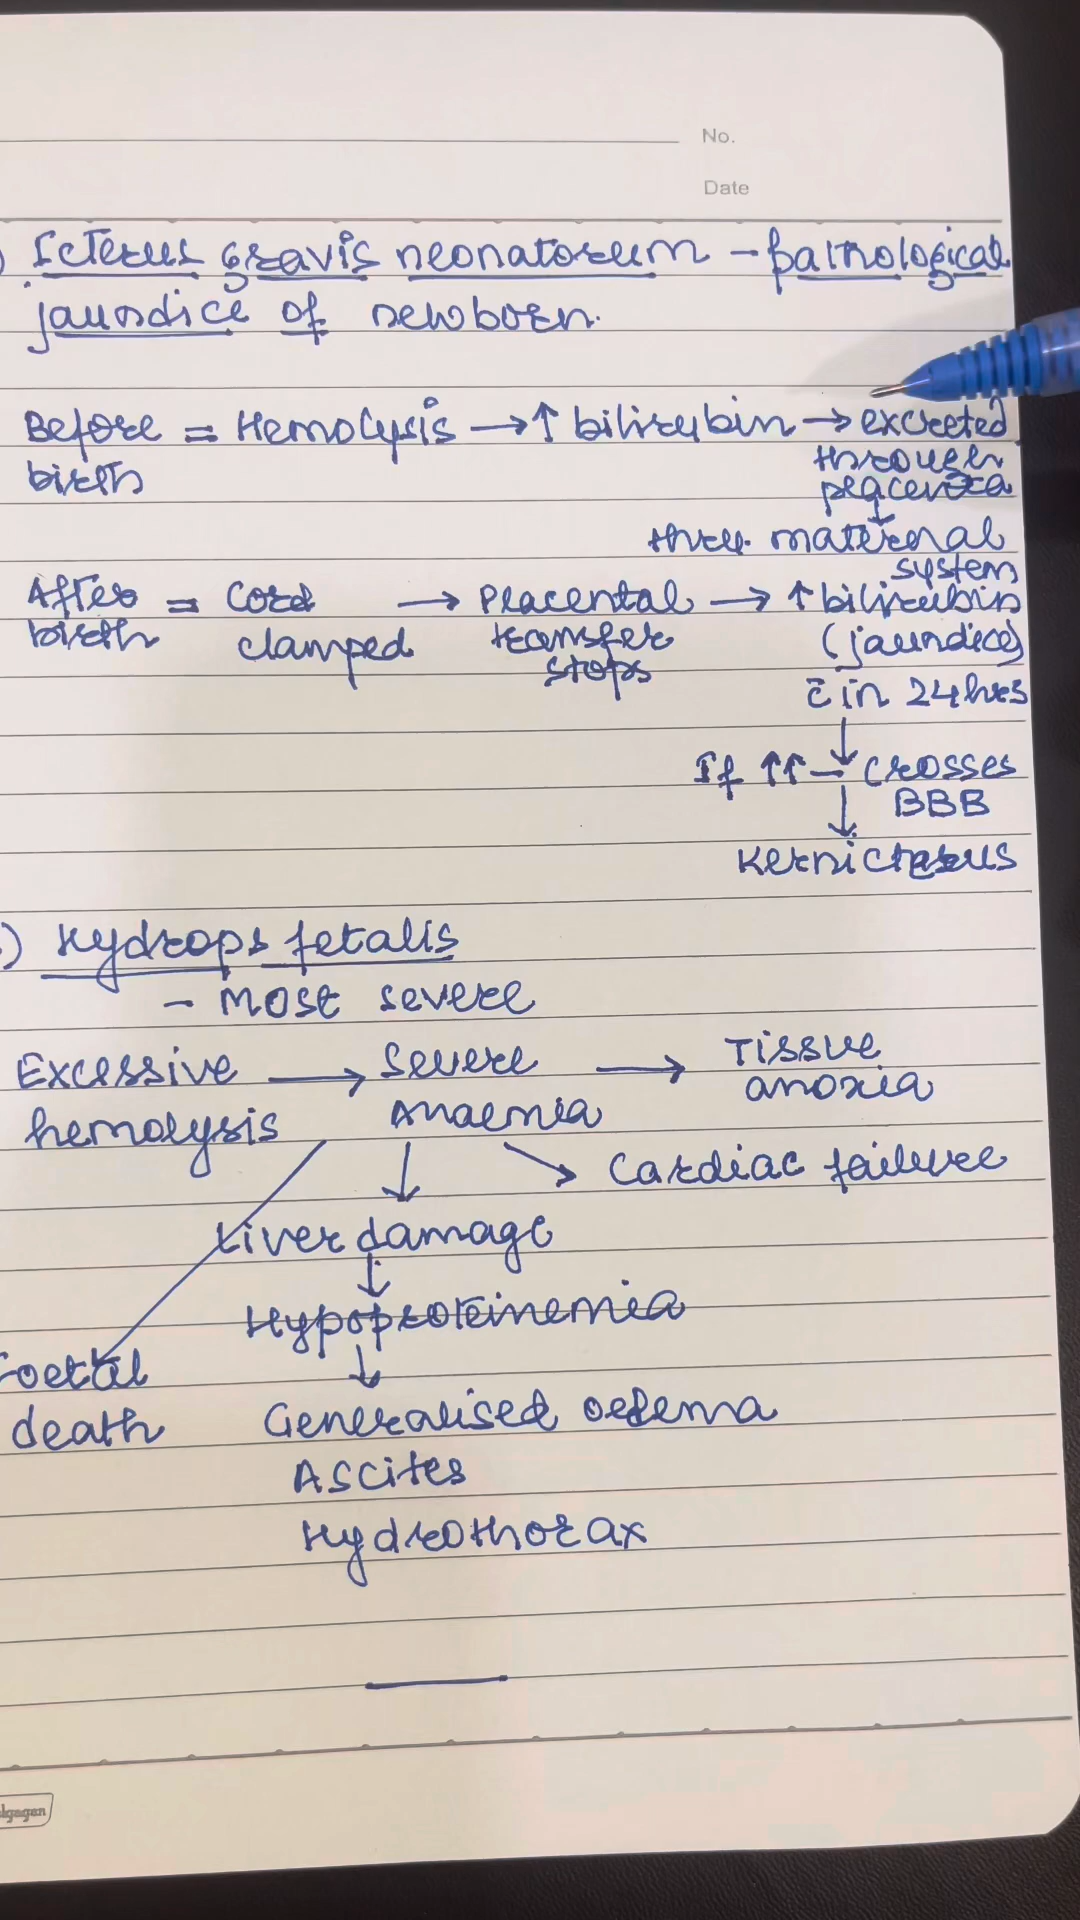 No.
Date
) Icterus gravis neonatorum - pathological
jaundice of newborn.
Before = Hemolysis → ↑ bilirubin → excreted
birth
through
placenta
↓
thru. maternal
system
After = Cord → Placental → ↑ bilirubin
birth clamped transfer (jaundice)
stops
c̄ in 24hrs
↓
If ↑↑ - crosses
BBB
↓
Kernicterus
.) Hydrops fetalis
- Most severe
Excessive → Severe → Tissue
hemolysis Anaemia anoxia
↓ ↘ Cardiac failure
Liver damage
↓
Hypoproteinemia
↓
Foetal
death Generalised oedema
Ascites
Hydrothorax